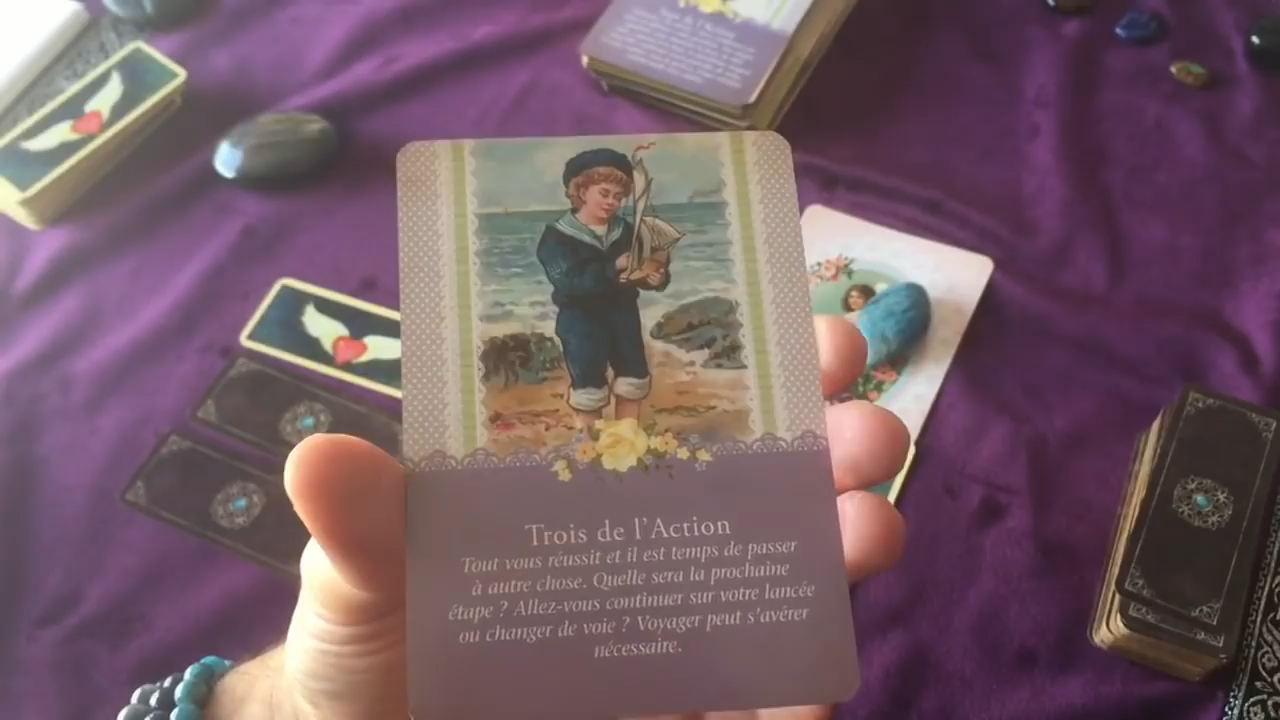 Trois de l'Action
Tout vous réussit et il est temps de passer
à autre chose. Quelle sera la prochaine
étape ? Allez-vous continuer sur votre lancée
ou changer de voie ? Voyager peut s'avérer
nécessaire.